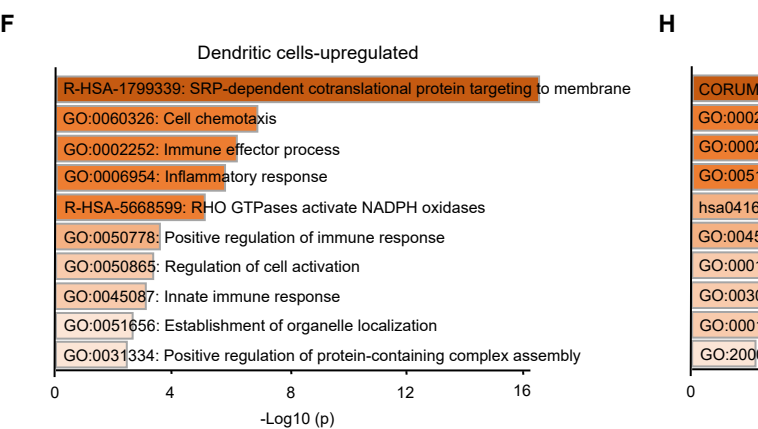 F
H
Dendritic cells-upregulated
R-HSA-1799339: SRP-dependent cotranslational protein targeting to membrane
GO:0060326: Cell chemotaxis
GO:0002252: Immune effector process
GO:0006954: Inflammatory response
R-HSA-5668599: RHO GTPases activate NADPH oxidases
GO:0050778: Positive regulation of immune response
GO:0050865: Regulation of cell activation
GO:0045087: Innate immune response
GO:0051656: Establishment of organelle localization
GO:0031334: Positive regulation of protein-containing complex assembly
0 4 8 12 16
-Log10 (p)
CORUM
GO:0002
GO:0002
GO:051
hsa0416
GO:0045
GO:0001
GO:0030
GO:0001
GO:200
0